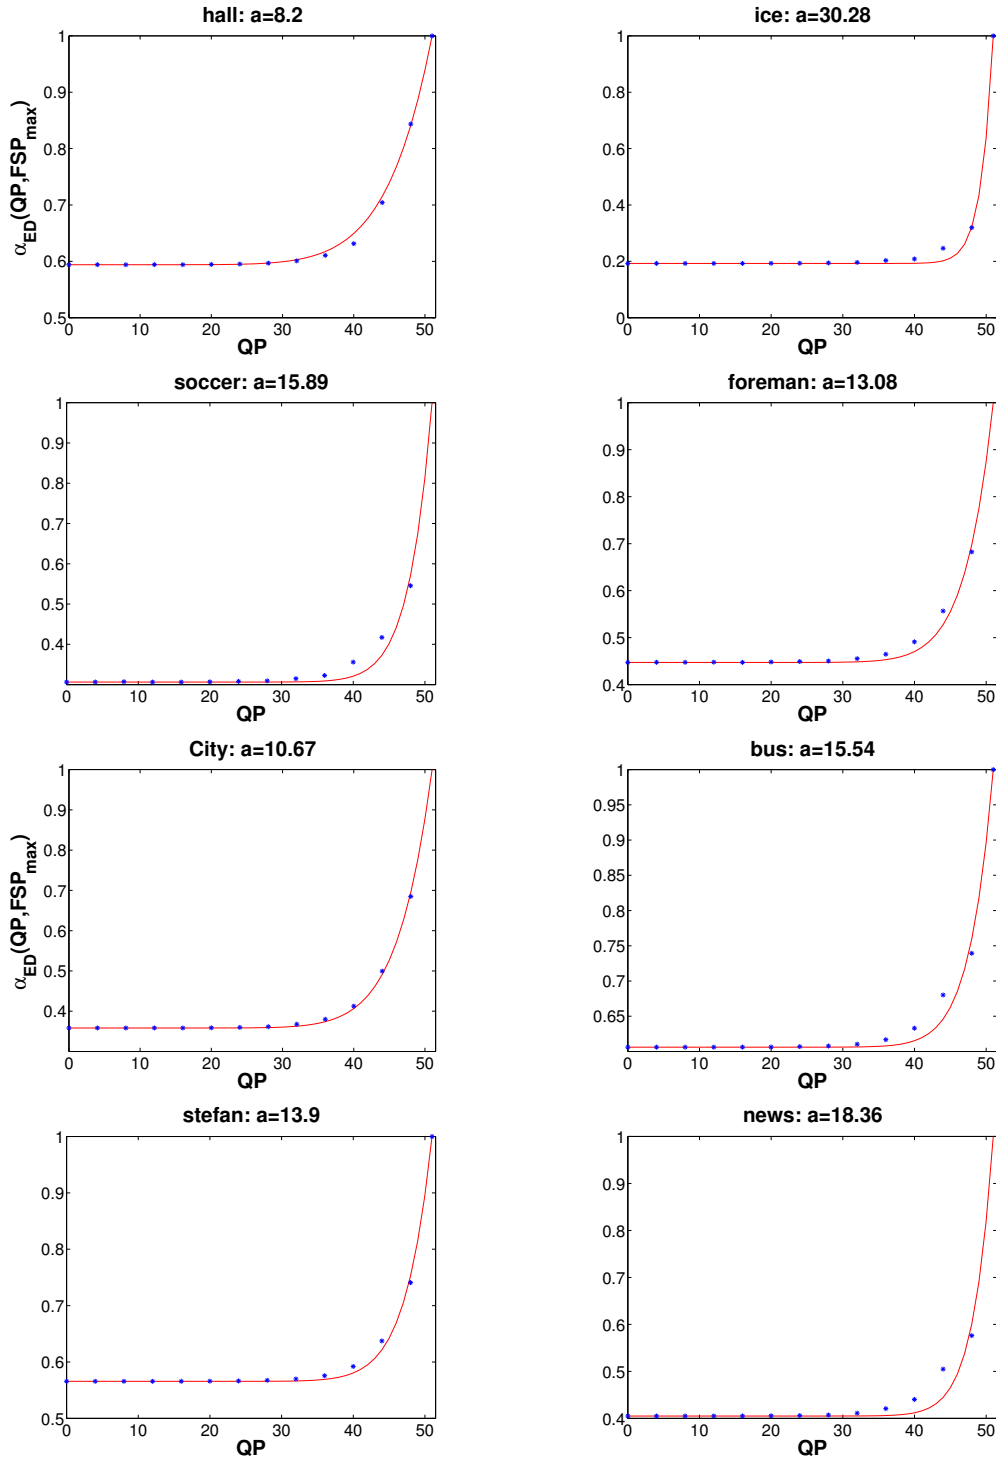 hall: a=8.2
1
0.9
0.8
0.7
0.6
0.5
0 10 20 30 40 50
QP
α_ED(QP,FSP_max)
ice: a=30.28
1
0.8
0.6
0.4
0.2
0
0 10 20 30 40 50
QP
soccer: a=15.89
1
0.9
0.8
0.7
0.6
0.5
0.4
0 10 20 30 40 50
QP
foreman: a=13.08
1
0.9
0.8
0.7
0.6
0.5
0.4
0 10 20 30 40 50
QP
City: a=10.67
1
0.9
0.8
0.7
0.6
0.5
0.4
0 10 20 30 40 50
QP
α_ED(QP,FSP_max)
bus: a=15.54
1
0.95
0.9
0.85
0.8
0.75
0.7
0.65
0 10 20 30 40 50
QP
stefan: a=13.9
1
0.9
0.8
0.7
0.6
0.5
0 10 20 30 40 50
QP
news: a=18.36
1
0.9
0.8
0.7
0.6
0.5
0.4
0 10 20 30 40 50
QP